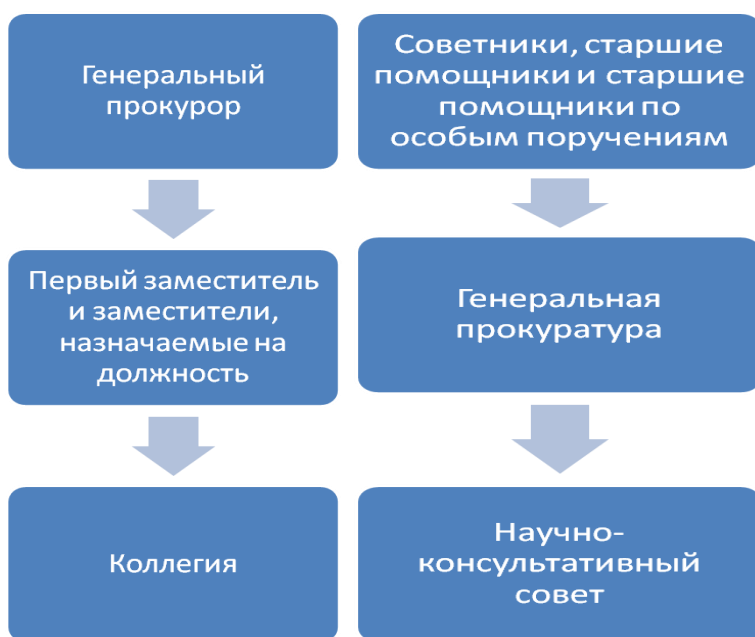 Генеральный
прокурор
Первый заместитель
и заместители,
назначаемые на
должность
Коллегия
Советники, старшие
помощники и старшие
помощники по
особым поручениям
Генеральная
прокуратура
Научно-
консультативный
совет